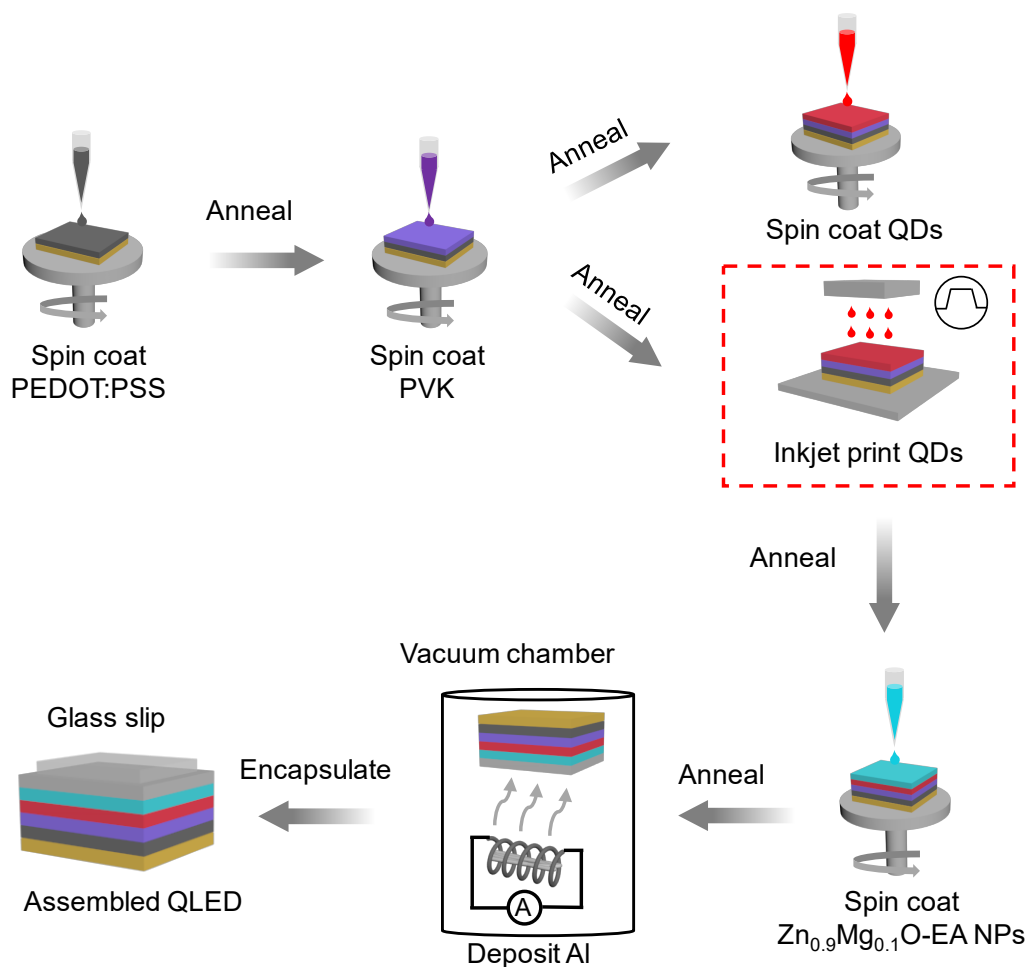 Spin coat
PEDOT:PSS
Anneal
Spin coat
PVK
Anneal
Spin coat QDs
Anneal
Inkjet print QDs
Anneal
Spin coat
Zn₀.₉Mg₀.₁O-EA NPs
Anneal
Vacuum chamber
A
Deposit Al
Encapsulate
Glass slip
Assembled QLED